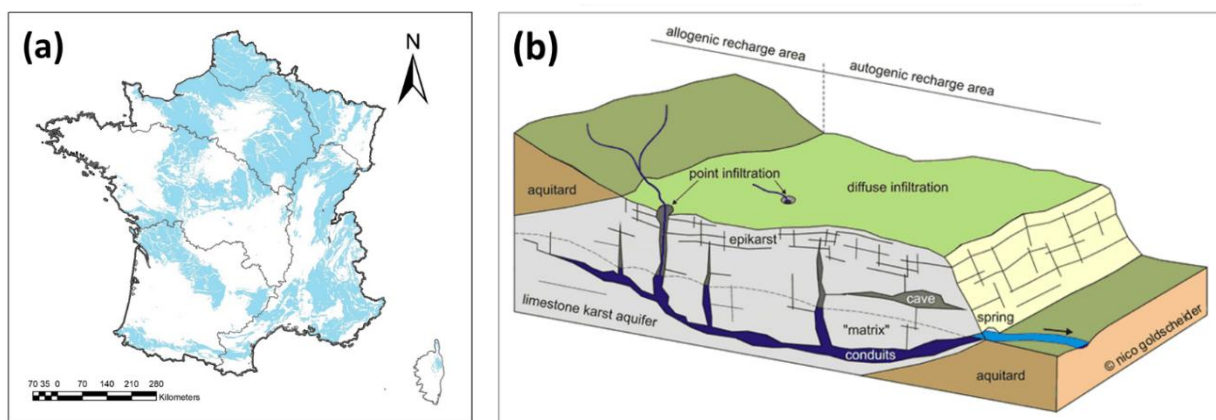 (a)
N
70 35 0 70 140 210 280
Kilometers
(b)
allogenic recharge area
autogenic recharge area
aquitard
point infiltration
diffuse infiltration
epikarst
limestone karst aquifer
cave
"matrix"
conduits
spring
aquitard
© nico goldscheider